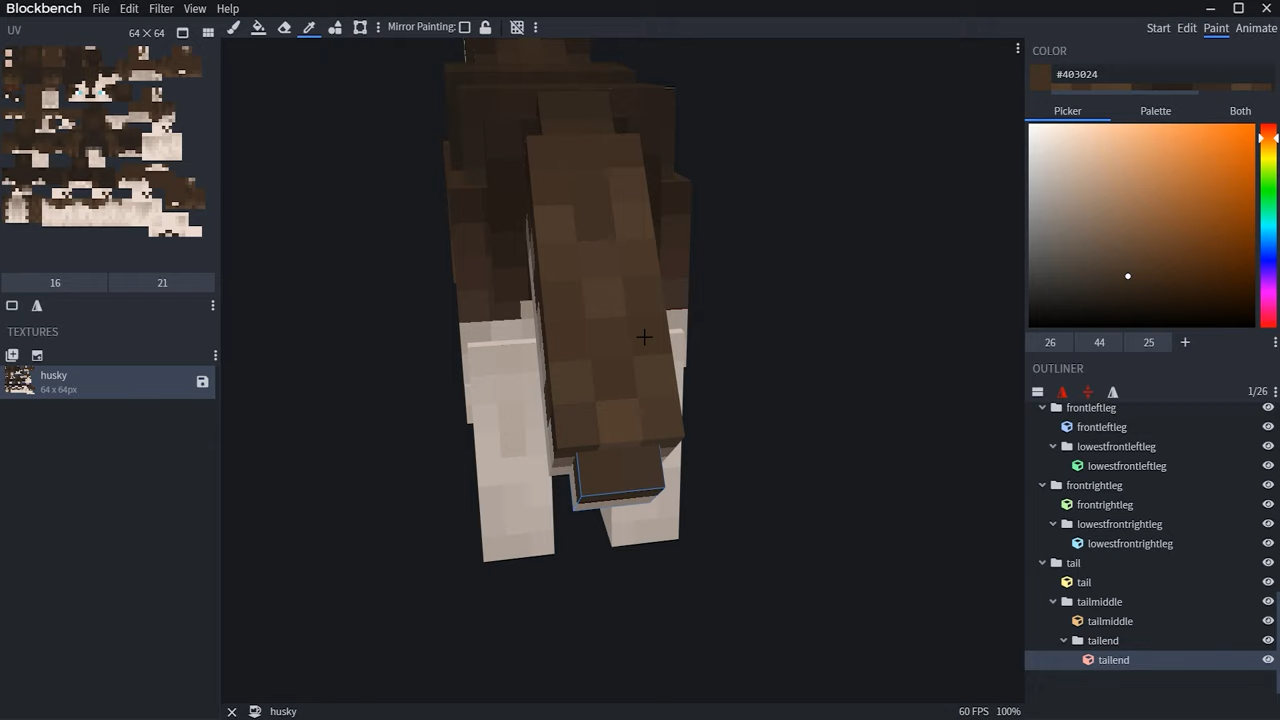 Blockbench File Edit Filter View Help
UV 64 × 64
Mirror Painting:
Start Edit Paint Animate
COLOR
#403024
Picker Palette Both
16 21
TEXTURES
husky
64 x 64px
26 44 25
OUTLINER
1/26
frontleftleg
frontleftleg
lowestfrontleftleg
lowestfrontleftleg
frontrightleg
frontrightleg
lowestfrontrightleg
lowestfrontrightleg
tail
tail
tailmiddle
tailmiddle
tailend
tailend
husky
60 FPS 100%